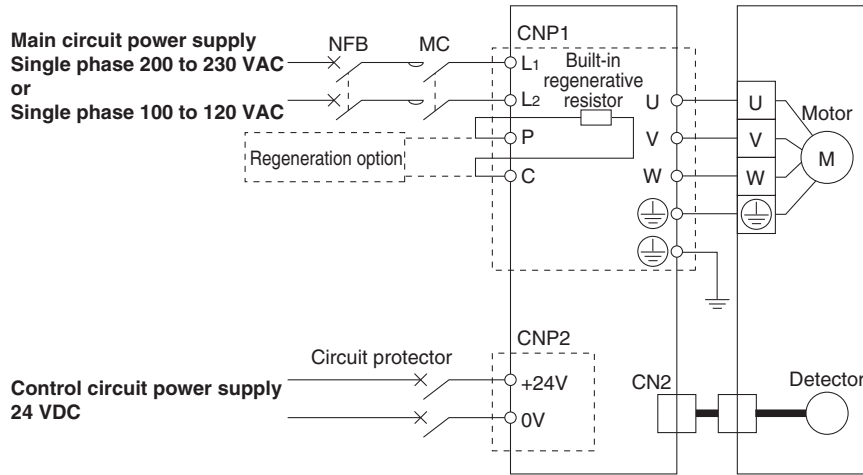 Main circuit power supply
Single phase 200 to 230 VAC
or
Single phase 100 to 120 VAC
NFB
MC
CNP1
L1
L2
P
C
Built-in
regenerative
resistor
Regeneration option
U
V
W
U
V
W
Motor
M
CNP2
Circuit protector
Control circuit power supply
24 VDC
+24V
0V
CN2
Detector